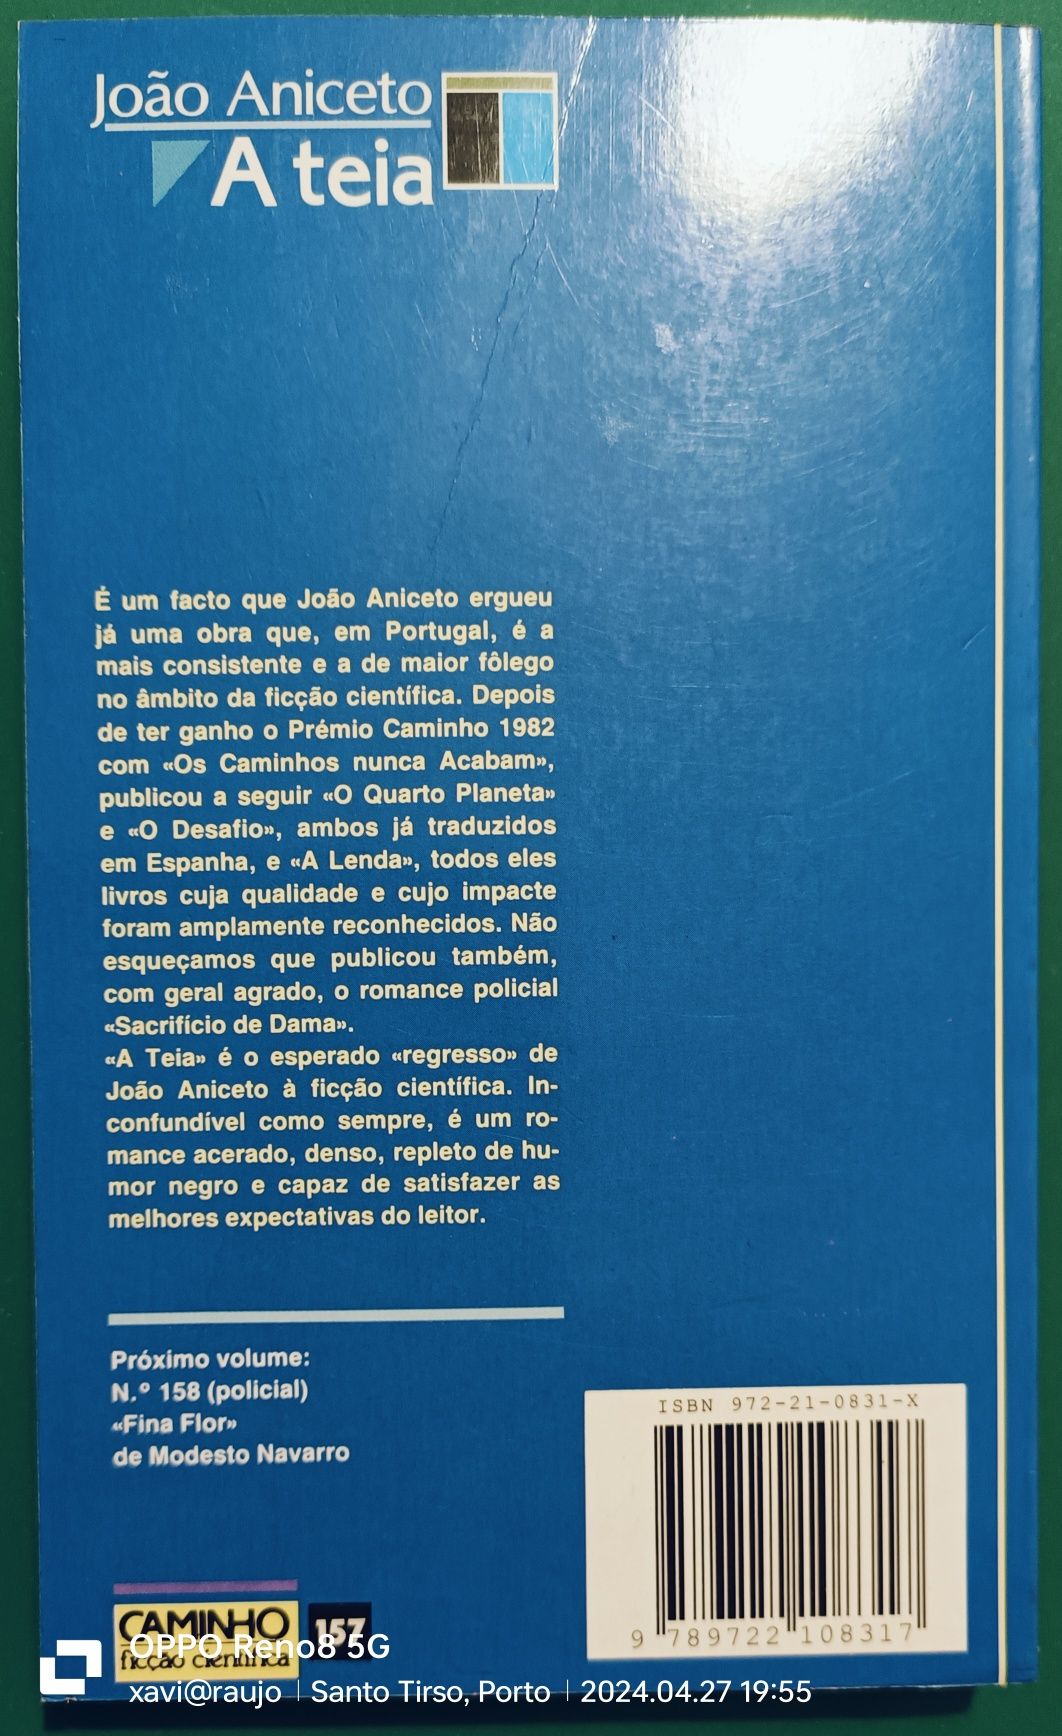 João Aniceto
A teia
É um facto que João Aniceto ergueu
já uma obra que, em Portugal, é a
mais consistente e a de maior fôlego
no âmbito da ficção científica. Depois
de ter ganho o Prémio Caminho 1982
com «Os Caminhos nunca Acabam»,
publicou a seguir «O Quarto Planeta»
e «O Desafio», ambos já traduzidos
em Espanha, e «A Lenda», todos eles
livros cuja qualidade e cujo impacte
foram amplamente reconhecidos. Não
esqueçamos que publicou também,
com geral agrado, o romance policial
«Sacrifício de Dama».
«A Teia» é o esperado «regresso» de
João Aniceto à ficção científica. In-
confundível como sempre, é um ro-
mance acerado, denso, repleto de hu-
mor negro e capaz de satisfazer as
melhores expectativas do leitor.
Próximo volume:
N.º 158 (policial)
«Fina Flor»
de Modesto Navarro
ISBN 972-21-0831-X
9 789722 108317
CAMINHO
ficção científica
157
OPPO Reno8 5G
xavi@raujo | Santo Tirso, Porto | 2024.04.27 19:55